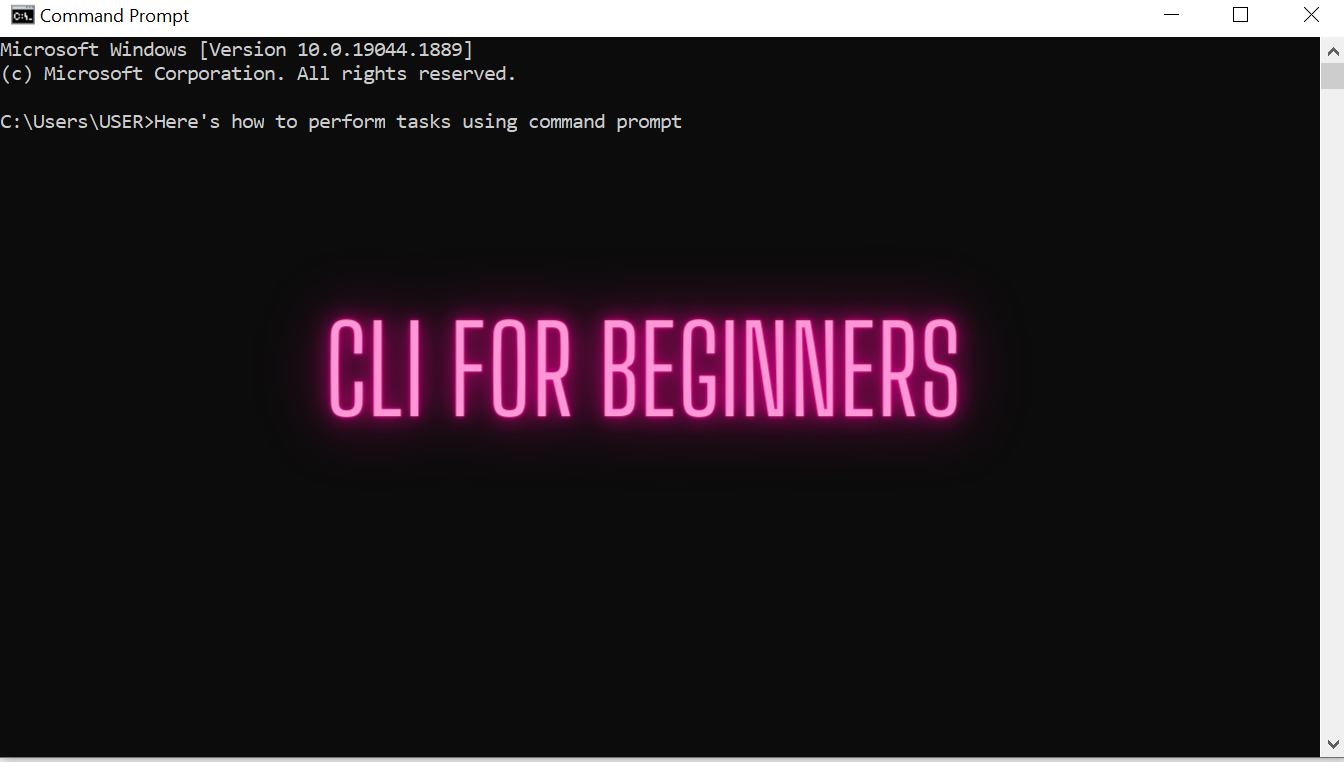 Command Prompt
Microsoft Windows [Version 10.0.19044.1889]
(c) Microsoft Corporation. All rights reserved.
C:\Users\USER>Here's how to perform tasks using command prompt
CLI FOR BEGINNERS